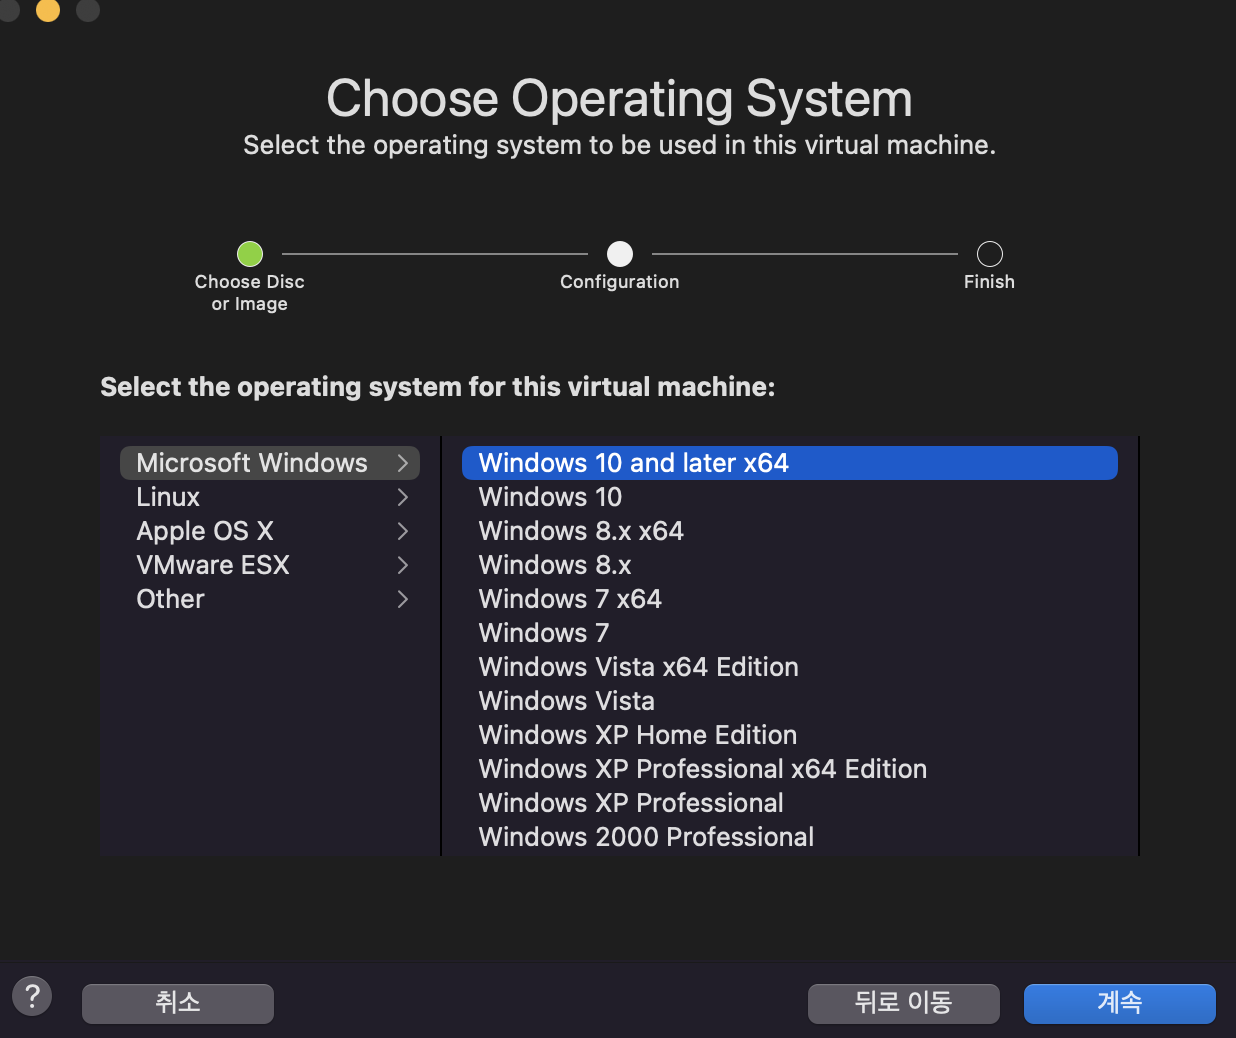 Choose Operating System
Select the operating system to be used in this virtual machine.
Choose Disc
or Image
Configuration
Finish
Select the operating system for this virtual machine:
Microsoft Windows
Linux
Apple OS X
VMware ESX
Other
Windows 10 and later x64
Windows 10
Windows 8.x x64
Windows 8.x
Windows 7 x64
Windows 7
Windows Vista x64 Edition
Windows Vista
Windows XP Home Edition
Windows XP Professional x64 Edition
Windows XP Professional
Windows 2000 Professional
?
취소
뒤로 이동
계속